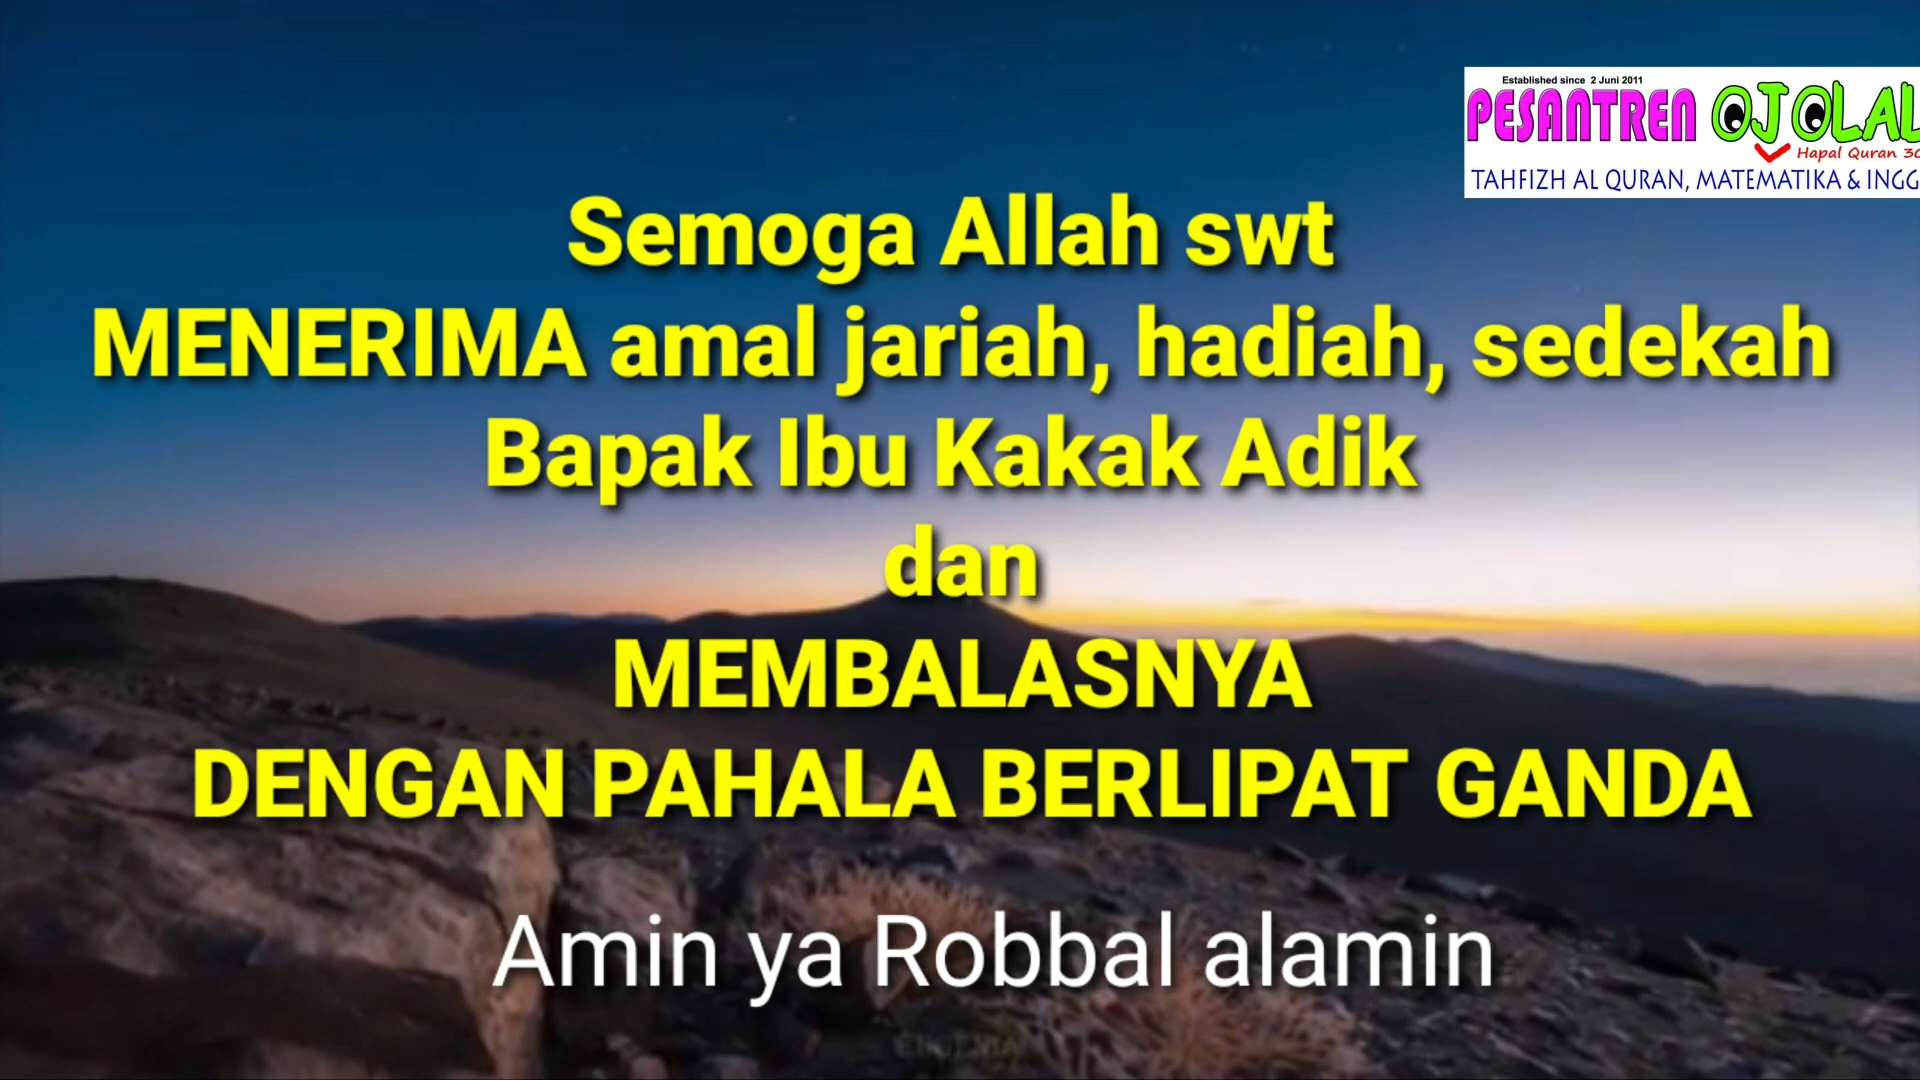 Established since 2 Juni 2011
PESANTREN OJOLAL
Hapal Quran 30
TAHFIZH AL QURAN, MATEMATIKA & INGG
Semoga Allah swt
MENERIMA amal jariah, hadiah, sedekah
Bapak Ibu Kakak Adik
dan
MEMBALASNYA
DENGAN PAHALA BERLIPAT GANDA
Amin ya Robbal alamin